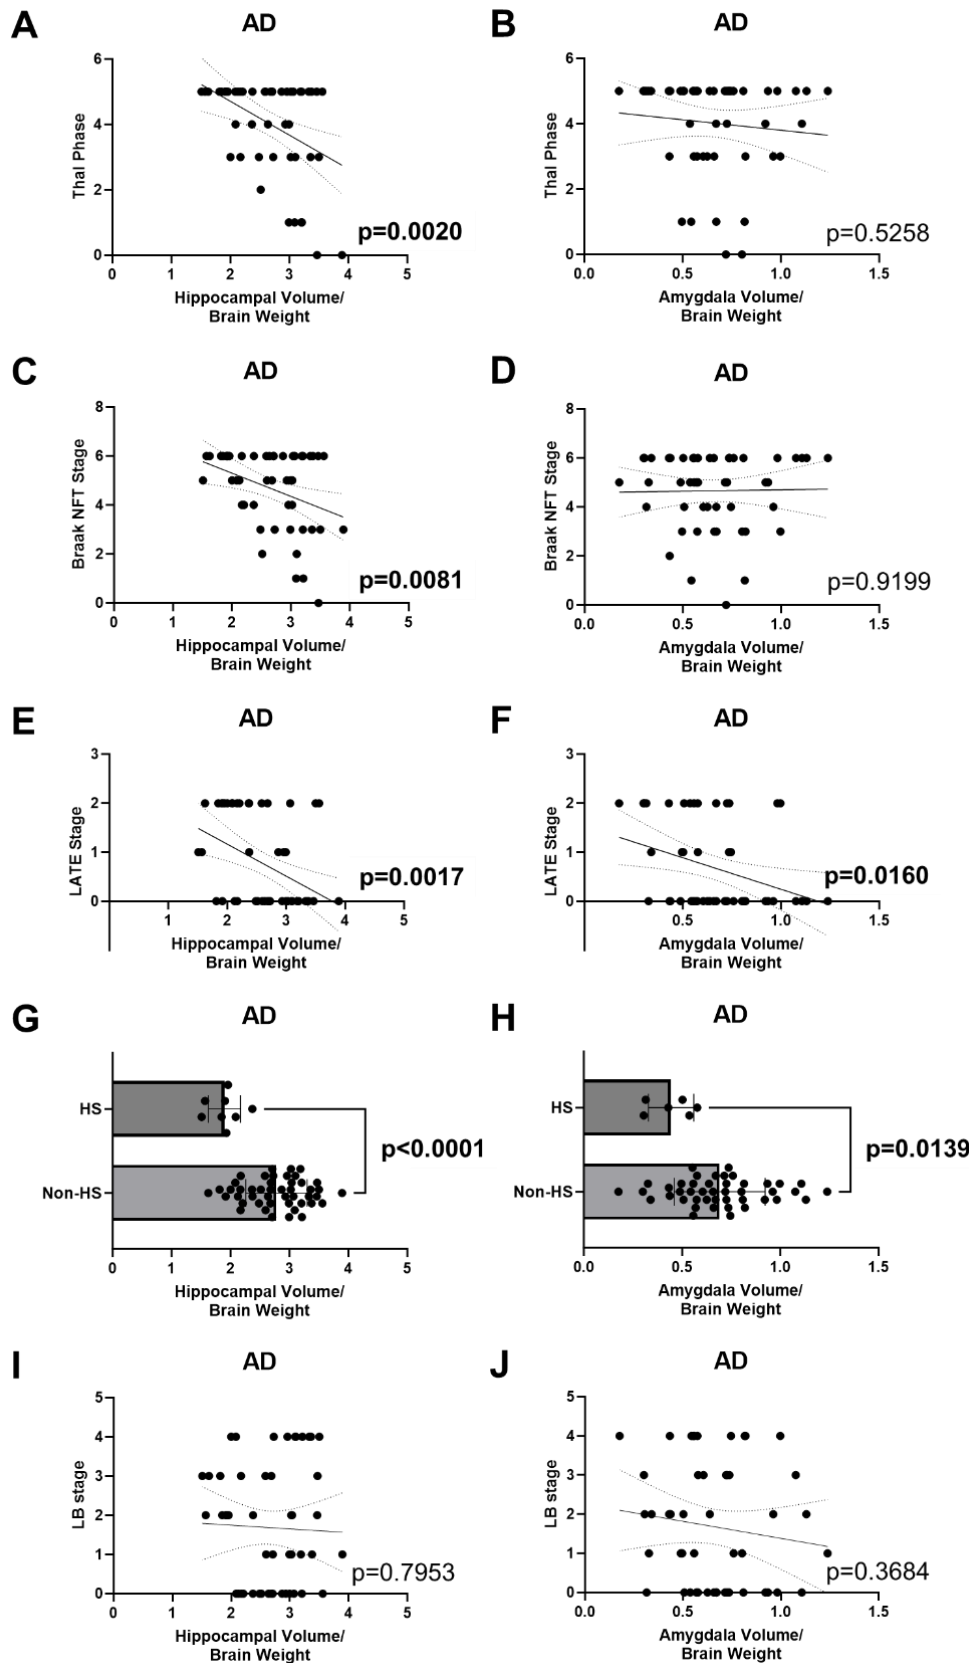 A
AD
Thal Phase
6
4
2
0
0 1 2 3 4 5
p=0.0020
Hippocampal Volume/
Brain Weight
B
AD
Thal Phase
6
4
2
0
0.0 0.5 1.0 1.5
p=0.5258
Amygdala Volume/
Brain Weight
C
AD
Braak NFT Stage
8
6
4
2
0
0 1 2 3 4 5
p=0.0081
Hippocampal Volume/
Brain Weight
D
AD
Braak NFT Stage
8
6
4
2
0
0.0 0.5 1.0 1.5
p=0.9199
Amygdala Volume/
Brain Weight
E
AD
LATE Stage
3
2
1
0
1 2 3 4 5
p=0.0017
Hippocampal Volume/
Brain Weight
F
AD
LATE Stage
3
2
1
0
0.5 1.0 1.5
p=0.0160
Amygdala Volume/
Brain Weight
G
AD
HS
Non-HS
p<0.0001
0 1 2 3 4 5
Hippocampal Volume/
Brain Weight
H
AD
HS
Non-HS
p=0.0139
0.0 0.5 1.0 1.5
Amygdala Volume/
Brain Weight
I
AD
LB stage
5
4
3
2
1
0
0 1 2 3 4 5
p=0.7953
Hippocampal Volume/
Brain Weight
J
AD
LB stage
5
4
3
2
1
0
0.0 0.5 1.0 1.5
p=0.3684
Amygdala Volume/
Brain Weight